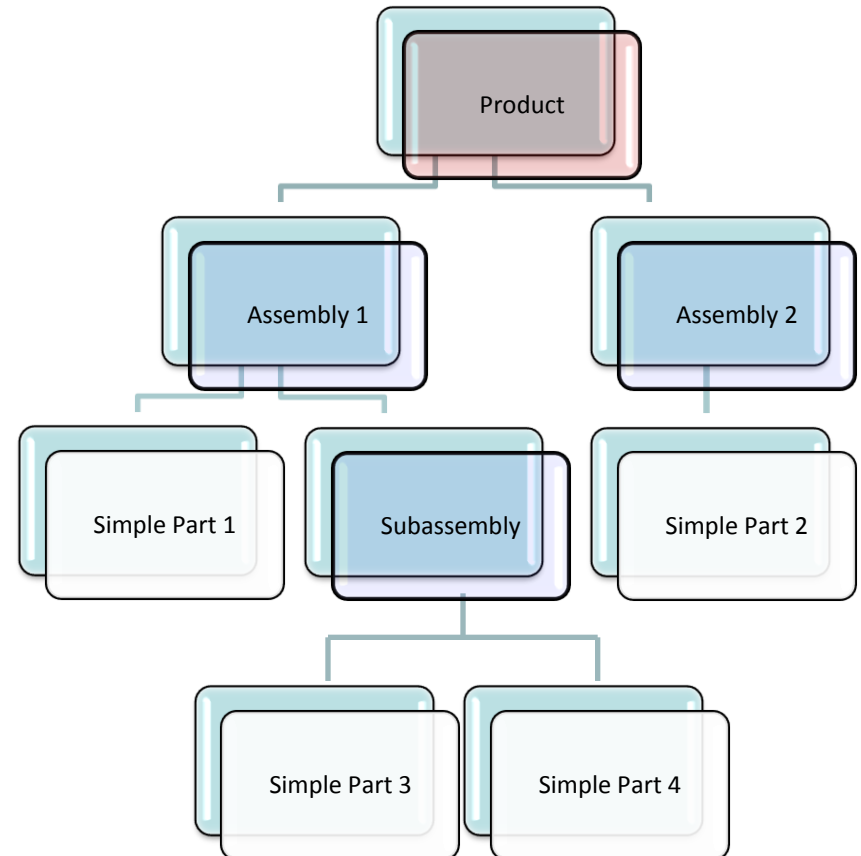 Product
Assembly 1
Assembly 2
Simple Part 1
Subassembly
Simple Part 2
Simple Part 3
Simple Part 4